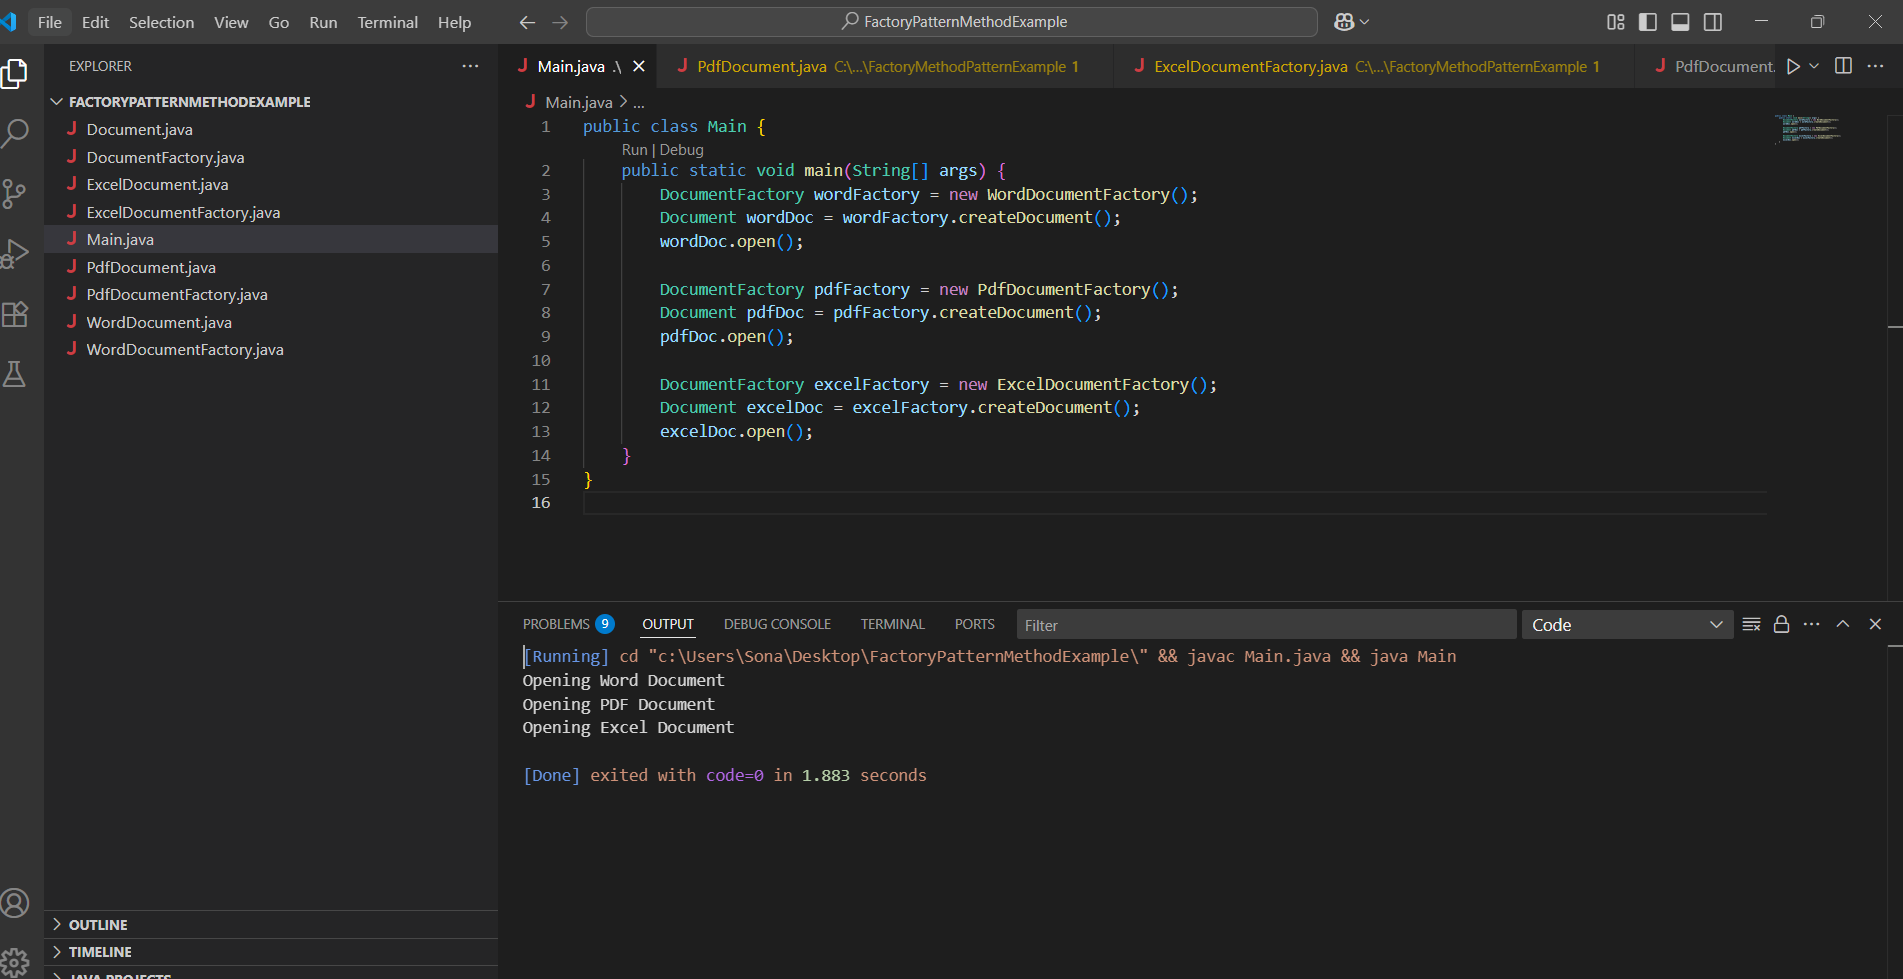 File Edit Selection View Go Run Terminal Help
FactoryPatternMethodExample
EXPLORER
FACTORYPATTERNMETHODEXAMPLE
Document.java
DocumentFactory.java
ExcelDocument.java
ExcelDocumentFactory.java
Main.java
PdfDocument.java
PdfDocumentFactory.java
WordDocument.java
WordDocumentFactory.java
OUTLINE
TIMELINE
JAVA PROJECTS
J Main.java .\ J PdfDocument.java C:\...\FactoryMethodPatternExample 1 J ExcelDocumentFactory.java C:\...\FactoryMethodPatternExample 1 J PdfDocument.
J Main.java > ...
1 public class Main {
Run | Debug
2 public static void main(String[] args) {
3 DocumentFactory wordFactory = new WordDocumentFactory();
4 Document wordDoc = wordFactory.createDocument();
5 wordDoc.open();
6
7 DocumentFactory pdfFactory = new PdfDocumentFactory();
8 Document pdfDoc = pdfFactory.createDocument();
9 pdfDoc.open();
10
11 DocumentFactory excelFactory = new ExcelDocumentFactory();
12 Document excelDoc = excelFactory.createDocument();
13 excelDoc.open();
14 }
15 }
16
PROBLEMS 9 OUTPUT DEBUG CONSOLE TERMINAL PORTS Filter Code
[Running] cd "c:\Users\Sona\Desktop\FactoryPatternMethodExample\" && javac Main.java && java Main
Opening Word Document
Opening PDF Document
Opening Excel Document
[Done] exited with code=0 in 1.883 seconds